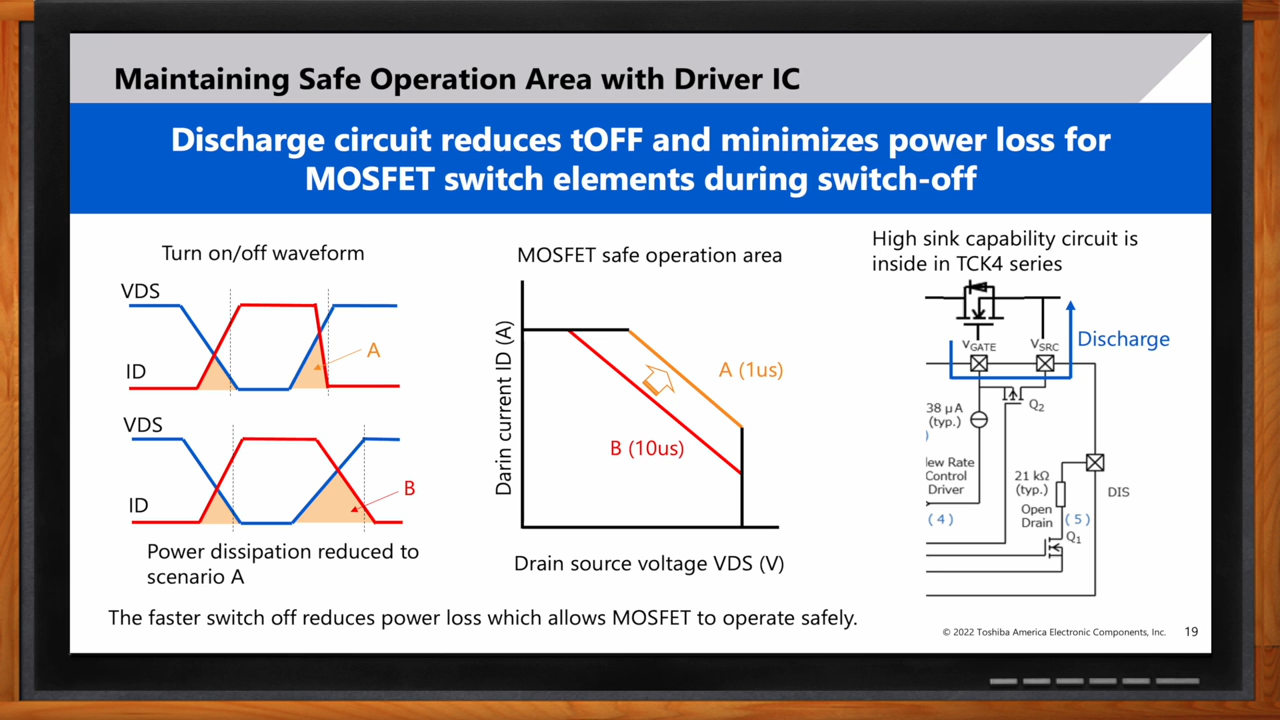 Maintaining Safe Operation Area with Driver IC
Discharge circuit reduces tOFF and minimizes power loss for
MOSFET switch elements during switch-off
Turn on/off waveform
VDS
ID
A
VDS
ID
B
Power dissipation reduced to
scenario A
MOSFET safe operation area
Darin current ID (A)
A (1us)
B (10us)
Drain source voltage VDS (V)
High sink capability circuit is
inside in TCK4 series
Discharge
VGATE
VSRC
Q2
38 μA
(typ.)
)
lew Rate
Control
Driver
(4)
21 kΩ
(typ.)
Open
Drain
(5)
Q1
DIS
The faster switch off reduces power loss which allows MOSFET to operate safely.
© 2022 Toshiba America Electronic Components, Inc.
19